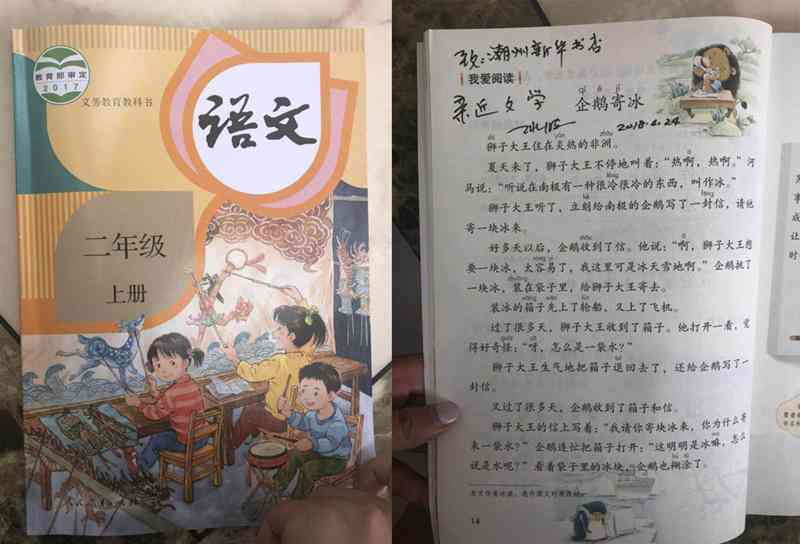 教育部审定
2017
义务教育教科书
语文
二年级
上册
致：潮州新华书店
我爱阅读
亲近文学
qǐ é jì
企鹅寄冰
2018.4.24
狮子大王住在炎热的非洲。
夏天来了，狮子大王不停地叫着：“热啊，热啊。”河
马说：“听说在南极有一种很冷很冷的东西，叫作冰。”
狮子大王听了，立刻给南极的企鹅写了一封信，请他
寄一块冰来。
好多天以后，企鹅收到了信。他说：“啊，狮子大王想
要一块冰，太容易了，我这里可是冰天雪地啊。”企鹅挑了
一块冰，装在袋子里，给狮子大王寄去。
装冰的箱子先上了轮船，又上了飞机。
过了很多天，狮子大王收到了箱子。他打开一看，觉
得好奇怪：“呀，怎么是一袋水？”
狮子大王生气地把箱子退回去了，还给企鹅写了一
封信。
又过了很多天，企鹅收到了箱子和信。
狮子大王的信上写着：“我请你寄块冰来，你为什么寄
来一袋水？”企鹅连忙把箱子打开：“这明明是冰嘛，怎么
说是水呢？”看着袋子里的冰块，企鹅也糊涂了。
14